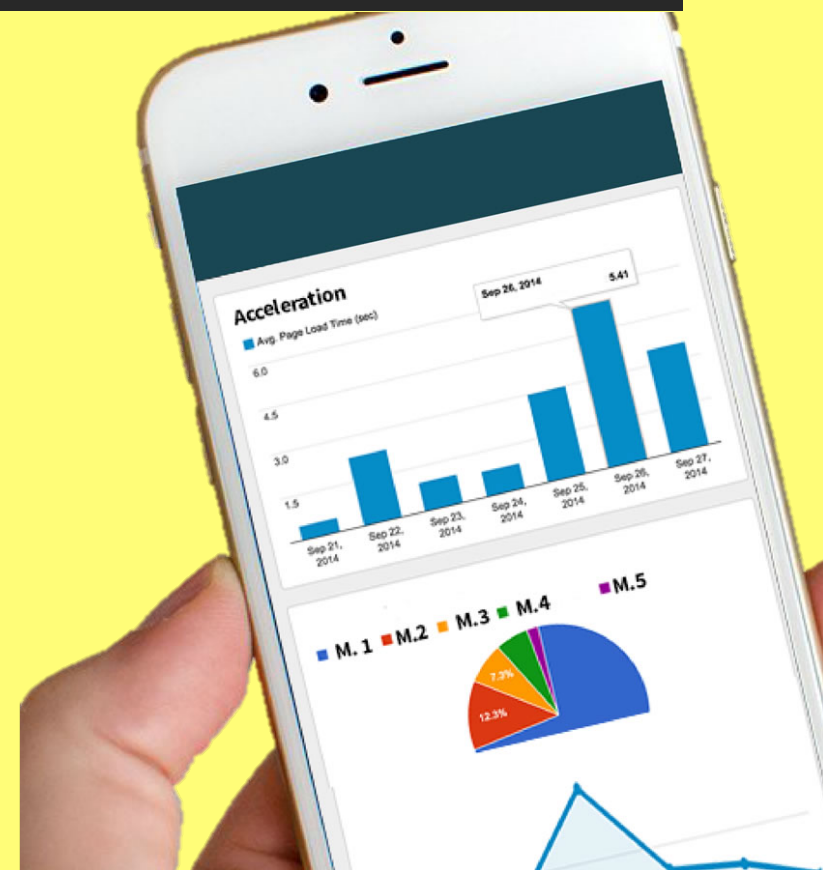 Acceleration
Avg. Page Load Time (sec)
Sep 26, 2014 5.41
6.0
4.5
3.0
1.5
Sep 21, 2014
Sep 22, 2014
Sep 23, 2014
Sep 24, 2014
Sep 25, 2014
Sep 26, 2014
Sep 27, 2014
M. 1 M.2 M.3 M.4 M.5
7.3%
12.3%